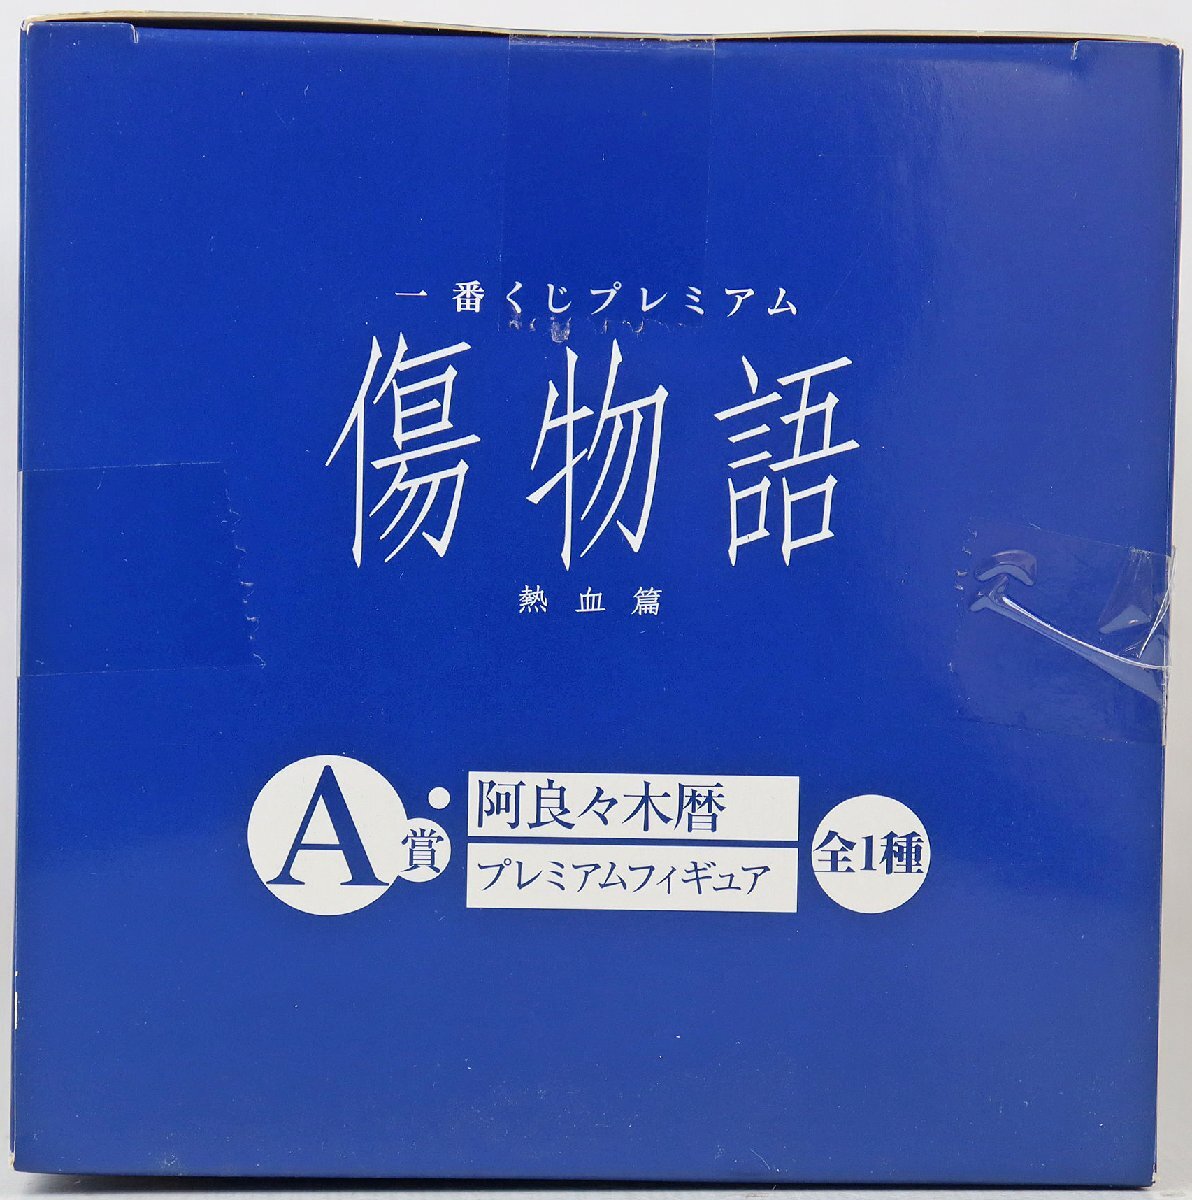 一番くじプレミアム
傷物語
熱血篇
A賞
阿良々木暦
プレミアムフィギュア
全1種